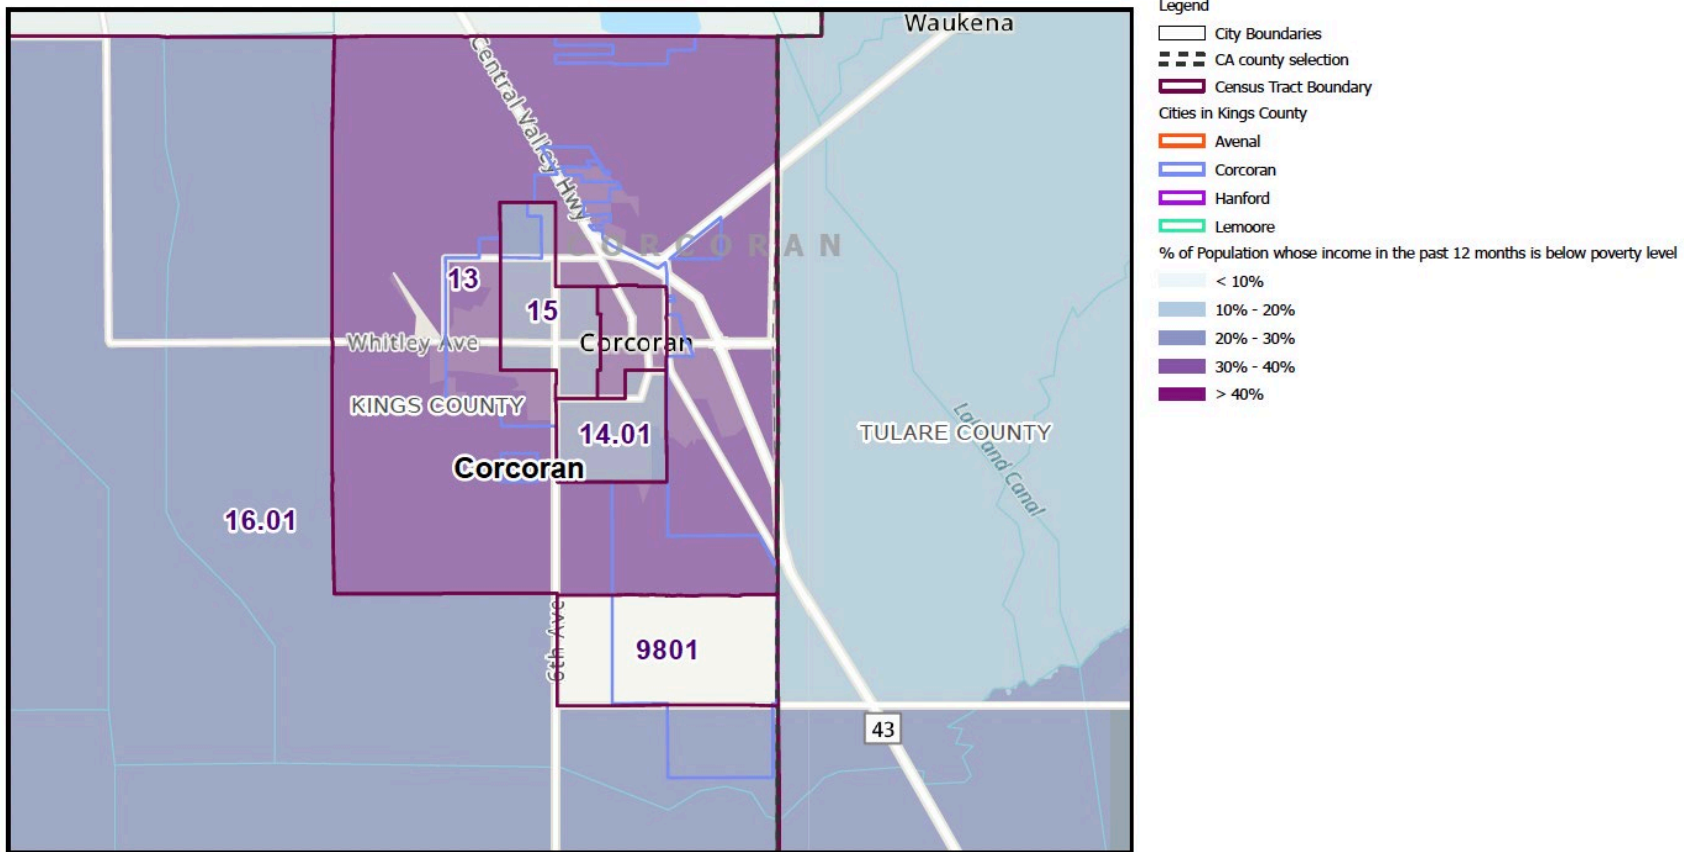 Waukena
Central Valley Hwy
CORCORAN
13
15
Whitley Ave
Corcoran
KINGS COUNTY
14.01
TULARE COUNTY
Corcoran
16.01
Lakeland Canal
6th Ave
9801
43
Legend
City Boundaries
CA county selection
Census Tract Boundary
Cities in Kings County
Avenal
Corcoran
Hanford
Lemoore
% of Population whose income in the past 12 months is below poverty level
< 10%
10% - 20%
20% - 30%
30% - 40%
> 40%